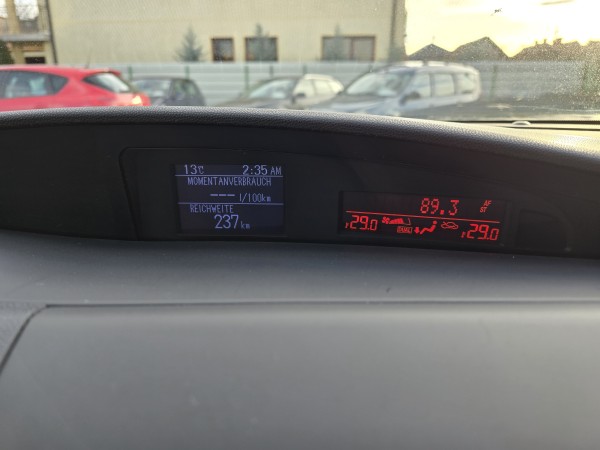 13°C 2:35 AM
MOMENTANVERBRAUCH
--- l/100km
REICHWEITE
237 km
89.3 AF
ST
29.0 29.0